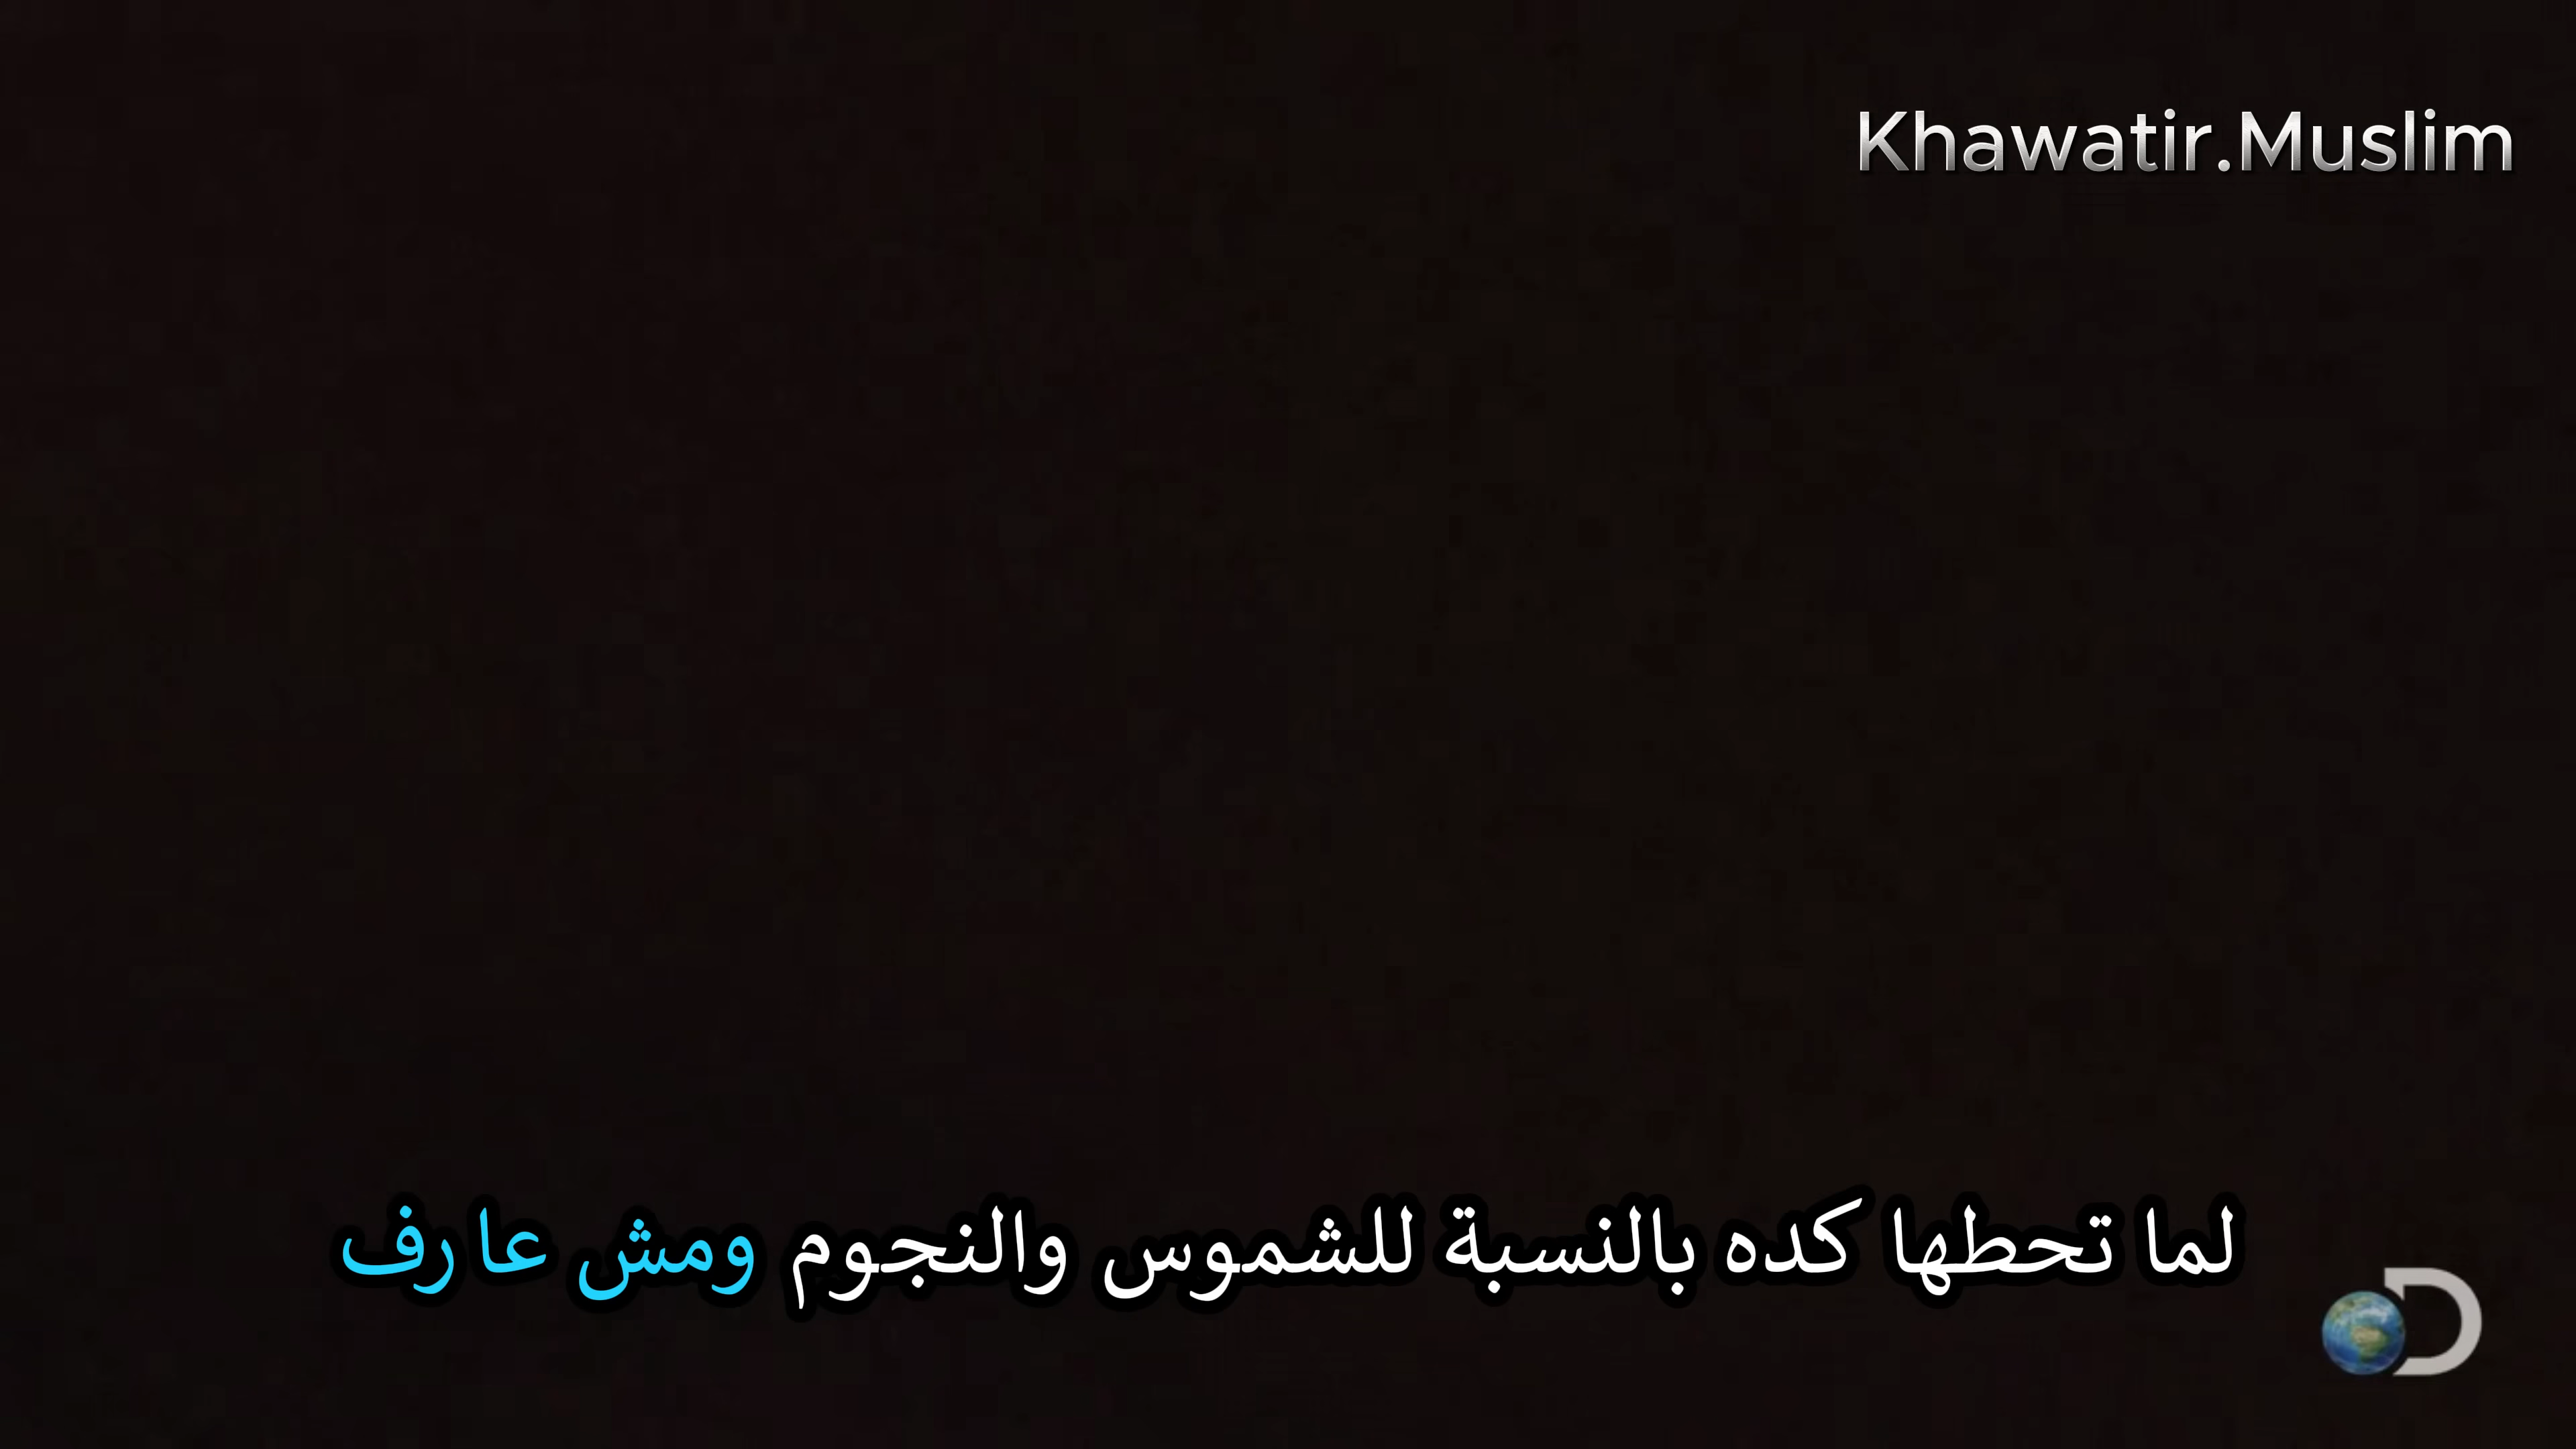 Khawatir.Muslim
لما تحطها كده بالنسبة للشموس والنجوم ومش عارف